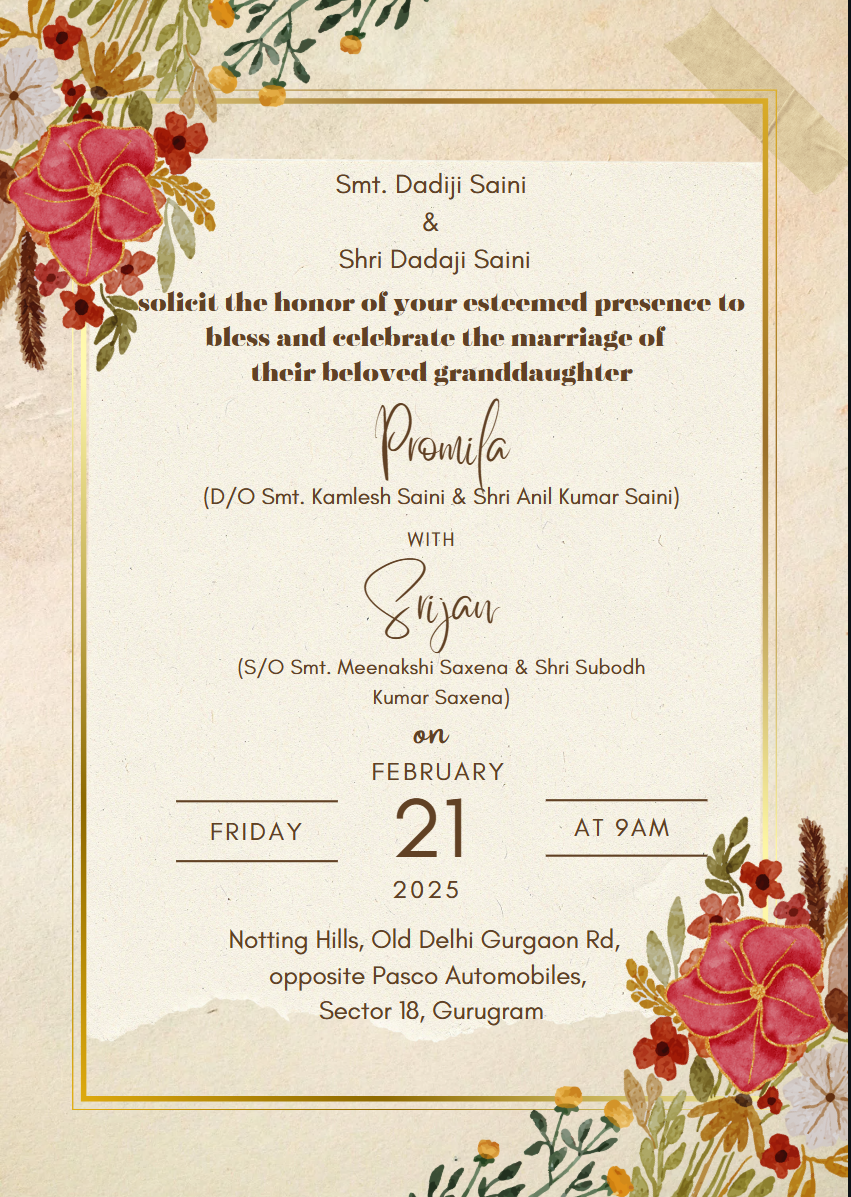 Smt. Dadiji Saini
&
Shri Dadaji Saini
solicit the honor of your esteemed presence to
bless and celebrate the marriage of
their beloved granddaughter
Promila
(D/O Smt. Kamlesh Saini & Shri Anil Kumar Saini)
WITH
Srijan
(S/O Smt. Meenakshi Saxena & Shri Subodh
Kumar Saxena)
on
FEBRUARY
FRIDAY 21 AT 9AM
2025
Notting Hills, Old Delhi Gurgaon Rd,
opposite Pasco Automobiles,
Sector 18, Gurugram